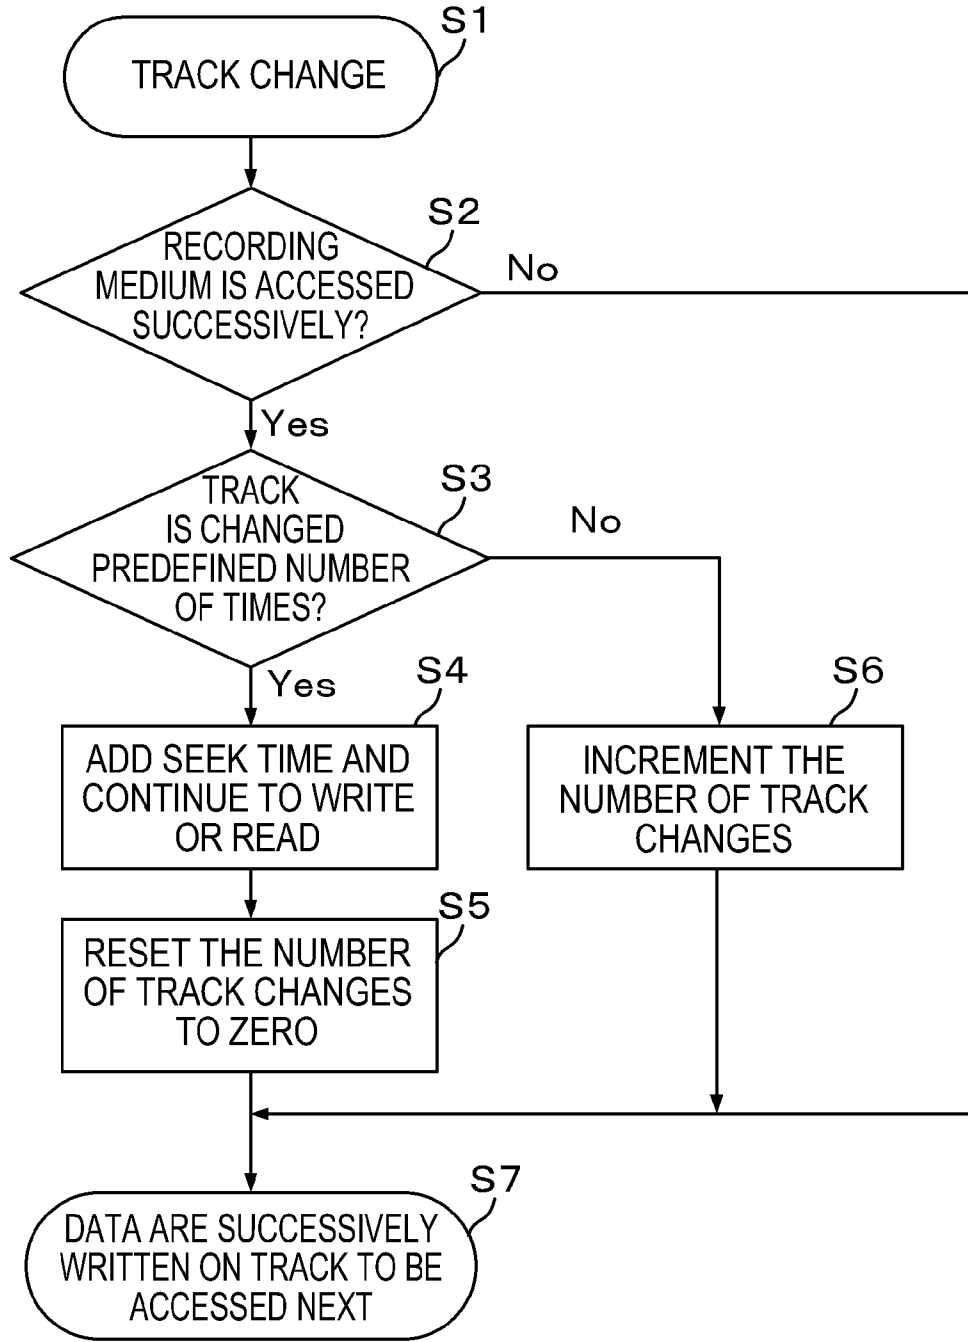 S1
TRACK CHANGE
S2
RECORDING
MEDIUM IS ACCESSED
SUCCESSIVELY?
No
Yes
S3
TRACK
IS CHANGED
PREDEFINED NUMBER
OF TIMES?
No
Yes
S4
ADD SEEK TIME AND
CONTINUE TO WRITE
OR READ
S6
INCREMENT THE
NUMBER OF TRACK
CHANGES
S5
RESET THE NUMBER
OF TRACK CHANGES
TO ZERO
S7
DATA ARE SUCCESSIVELY
WRITTEN ON TRACK TO BE
ACCESSED NEXT